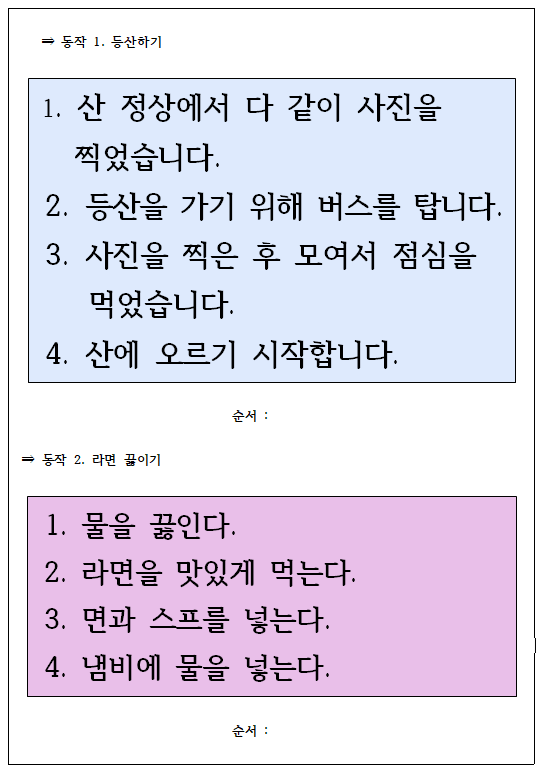 ⇒ 동작 1. 등산하기
1. 산 정상에서 다 같이 사진을
찍었습니다.
2. 등산을 가기 위해 버스를 탑니다.
3. 사진을 찍은 후 모여서 점심을
먹었습니다.
4. 산에 오르기 시작합니다.
순서 :
⇒ 동작 2. 라면 끓이기
1. 물을 끓인다.
2. 라면을 맛있게 먹는다.
3. 면과 스프를 넣는다.
4. 냄비에 물을 넣는다.
순서 :